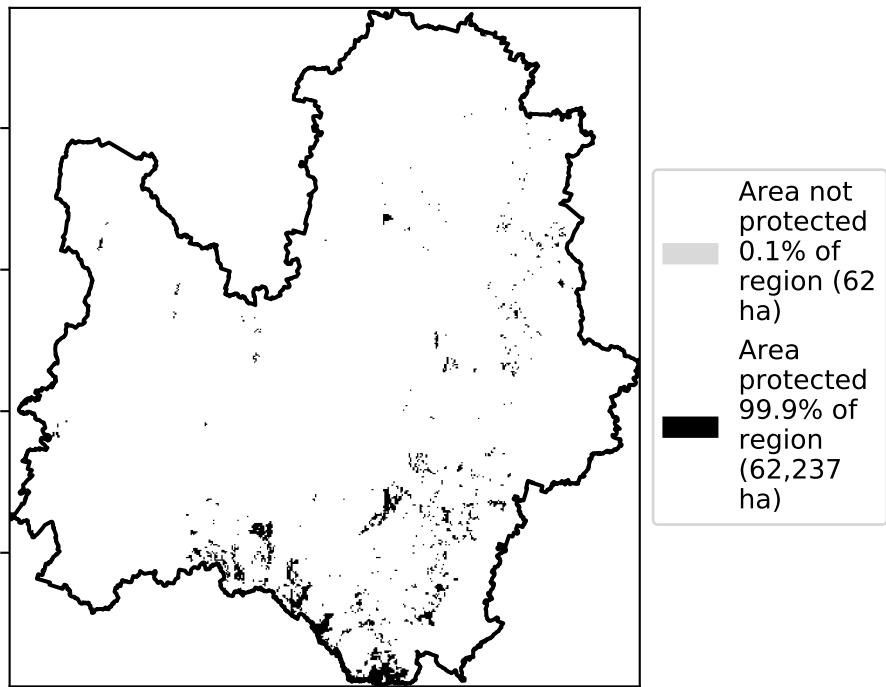 Area not
protected
0.1% of
region (62
ha)
Area
protected
99.9% of
region
(62,237
ha)